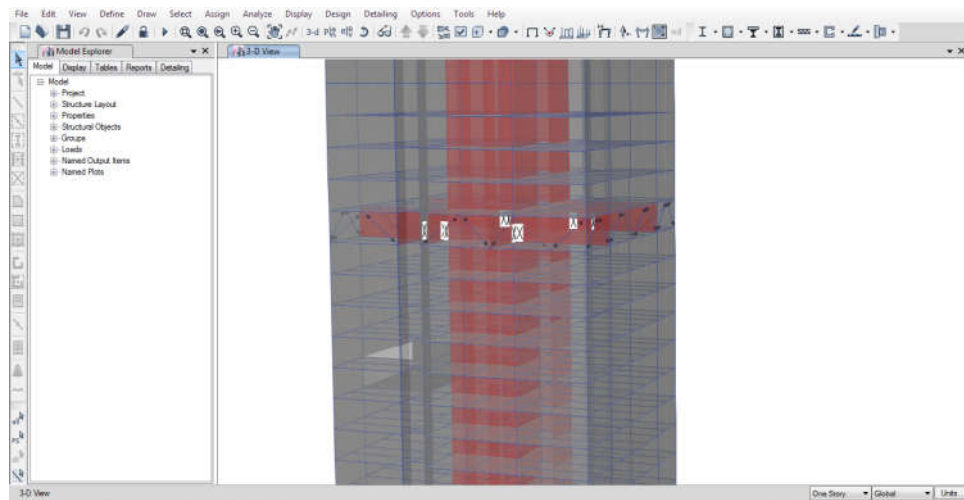 File Edit View Define Draw Select Assign Analyze Display Design Detailing Options Tools Help
3-d
Model Explorer
3-D View
Model Display Tables Reports Detailing
Model
Project
Structure Layout
Properties
Structural Objects
Groups
Loads
Named Output Items
Named Plots
3-D View
One Story Global Units